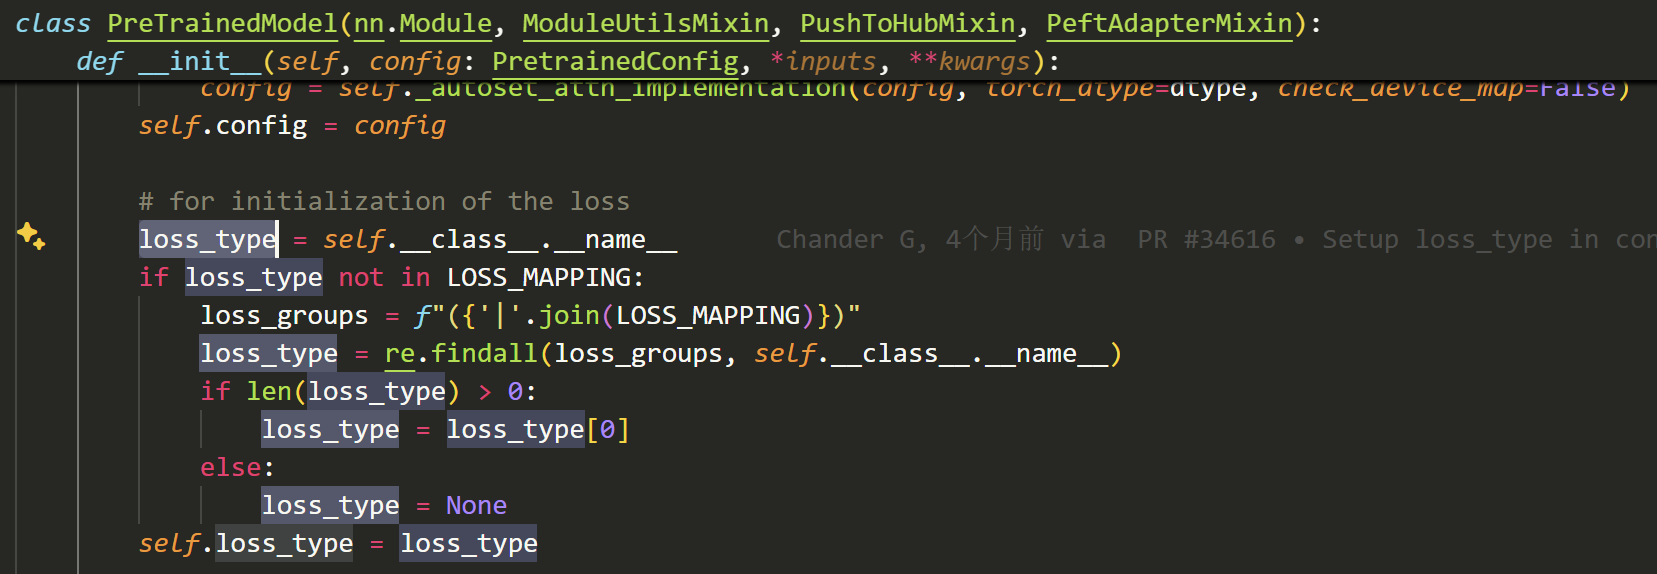 class PreTrainedModel(nn.Module, ModuleUtilsMixin, PushToHubMixin, PeftAdapterMixin):
def __init__(self, config: PretrainedConfig, *inputs, **kwargs):
config = self._autoset_attn_implementation(config, torch_dtype=dtype, check_device_map=False)
self.config = config
# for initialization of the loss
loss_type = self.__class__.__name__ Chander G, 4个月前 via PR #34616 • Setup loss_type in con
if loss_type not in LOSS_MAPPING:
loss_groups = f"({'|'.join(LOSS_MAPPING)})"
loss_type = re.findall(loss_groups, self.__class__.__name__)
if len(loss_type) > 0:
loss_type = loss_type[0]
else:
loss_type = None
self.loss_type = loss_type